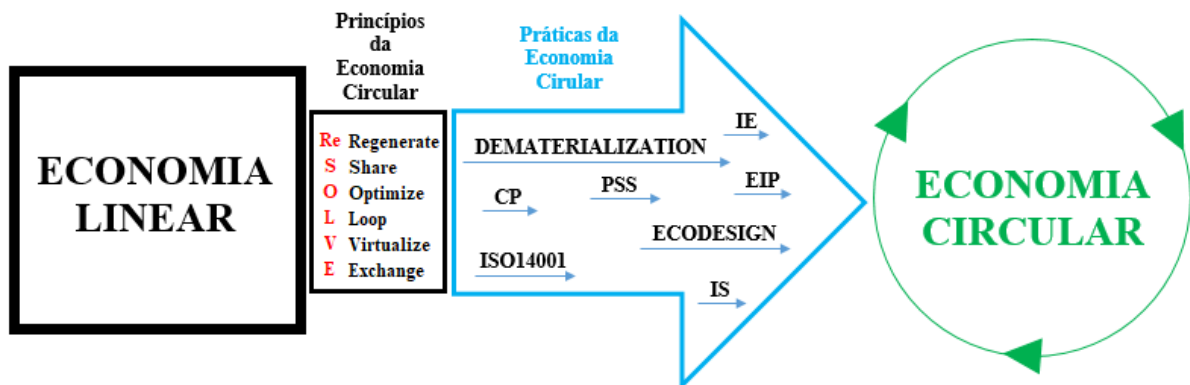 ECONOMIA
LINEAR
Princípios
da
Economia
Circular
Re Regenerate
S Share
O Optimize
L Loop
V Virtualize
E Exchange
Práticas da
Economia
Cirular
IE
DEMATERIALIZATION
CP
PSS
EIP
ECODESIGN
ISO14001
IS
ECONOMIA
CIRCULAR